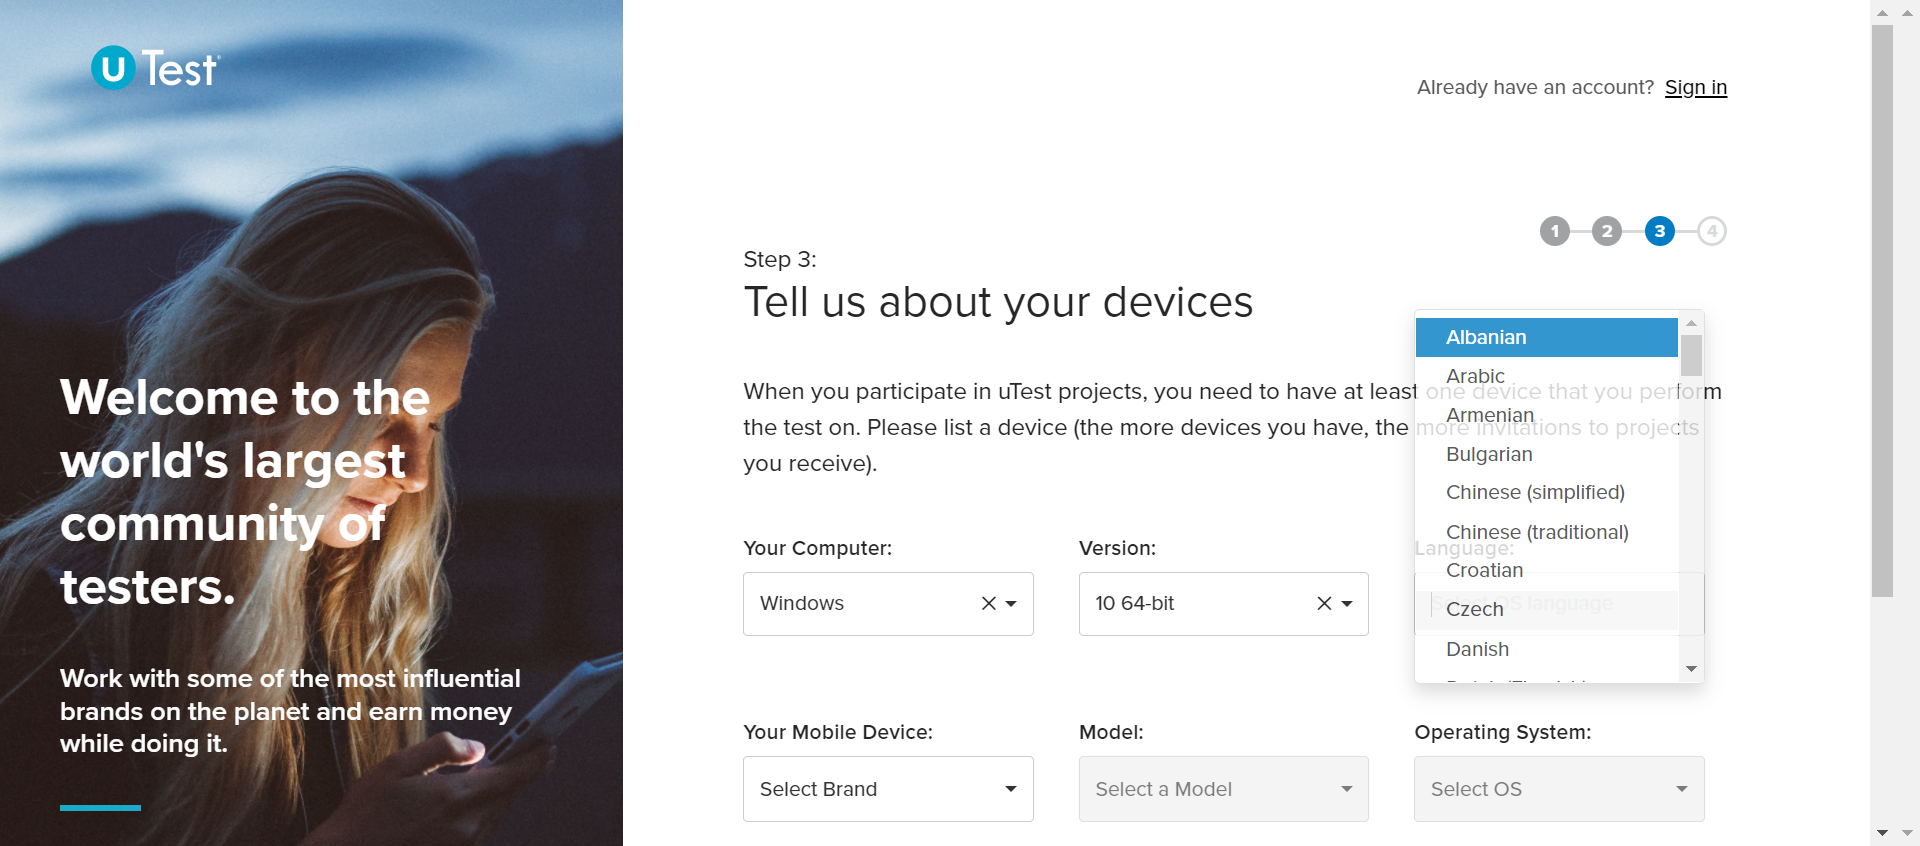 u Test
Already have an account? Sign in
1 2 3 4
Step 3:
Tell us about your devices
When you participate in uTest projects, you need to have at least one device that you perform
the test on. Please list a device (the more devices you have, the more invitations to projects
you receive).
Your Computer:
Windows
Version:
10 64-bit
Language:
Select OS language
Albanian
Arabic
Armenian
Bulgarian
Chinese (simplified)
Chinese (traditional)
Croatian
Czech
Danish
Your Mobile Device:
Select Brand
Model:
Select a Model
Operating System:
Select OS
Welcome to the
world's largest
community of
testers.
Work with some of the most influential
brands on the planet and earn money
while doing it.